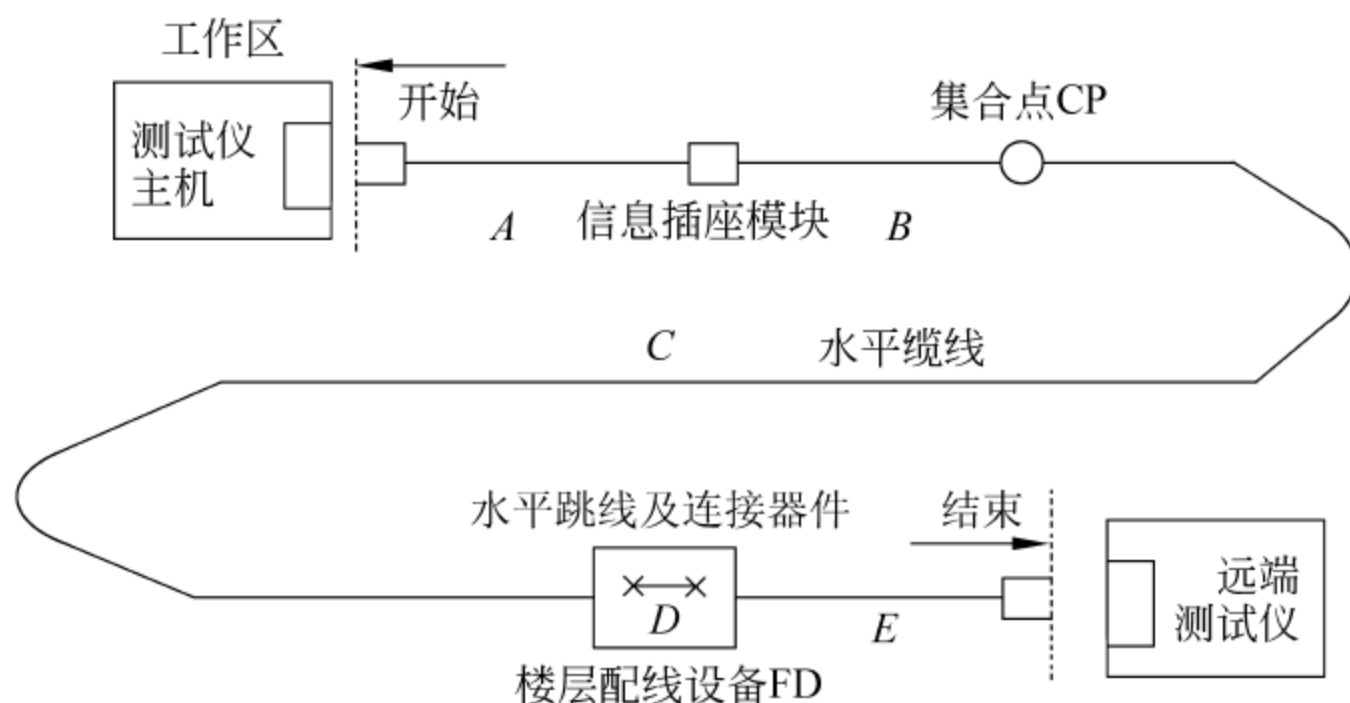 工作区
开始
测试仪
主机
集合点CP
A
信息插座模块
B
C
水平缆线
水平跳线及连接器件
结束
D
E
远端
测试仪
楼层配线设备FD